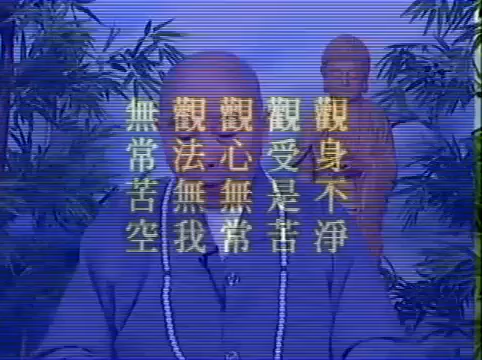 觀身不淨
觀受是苦
觀心無常
觀法無我
無常苦空